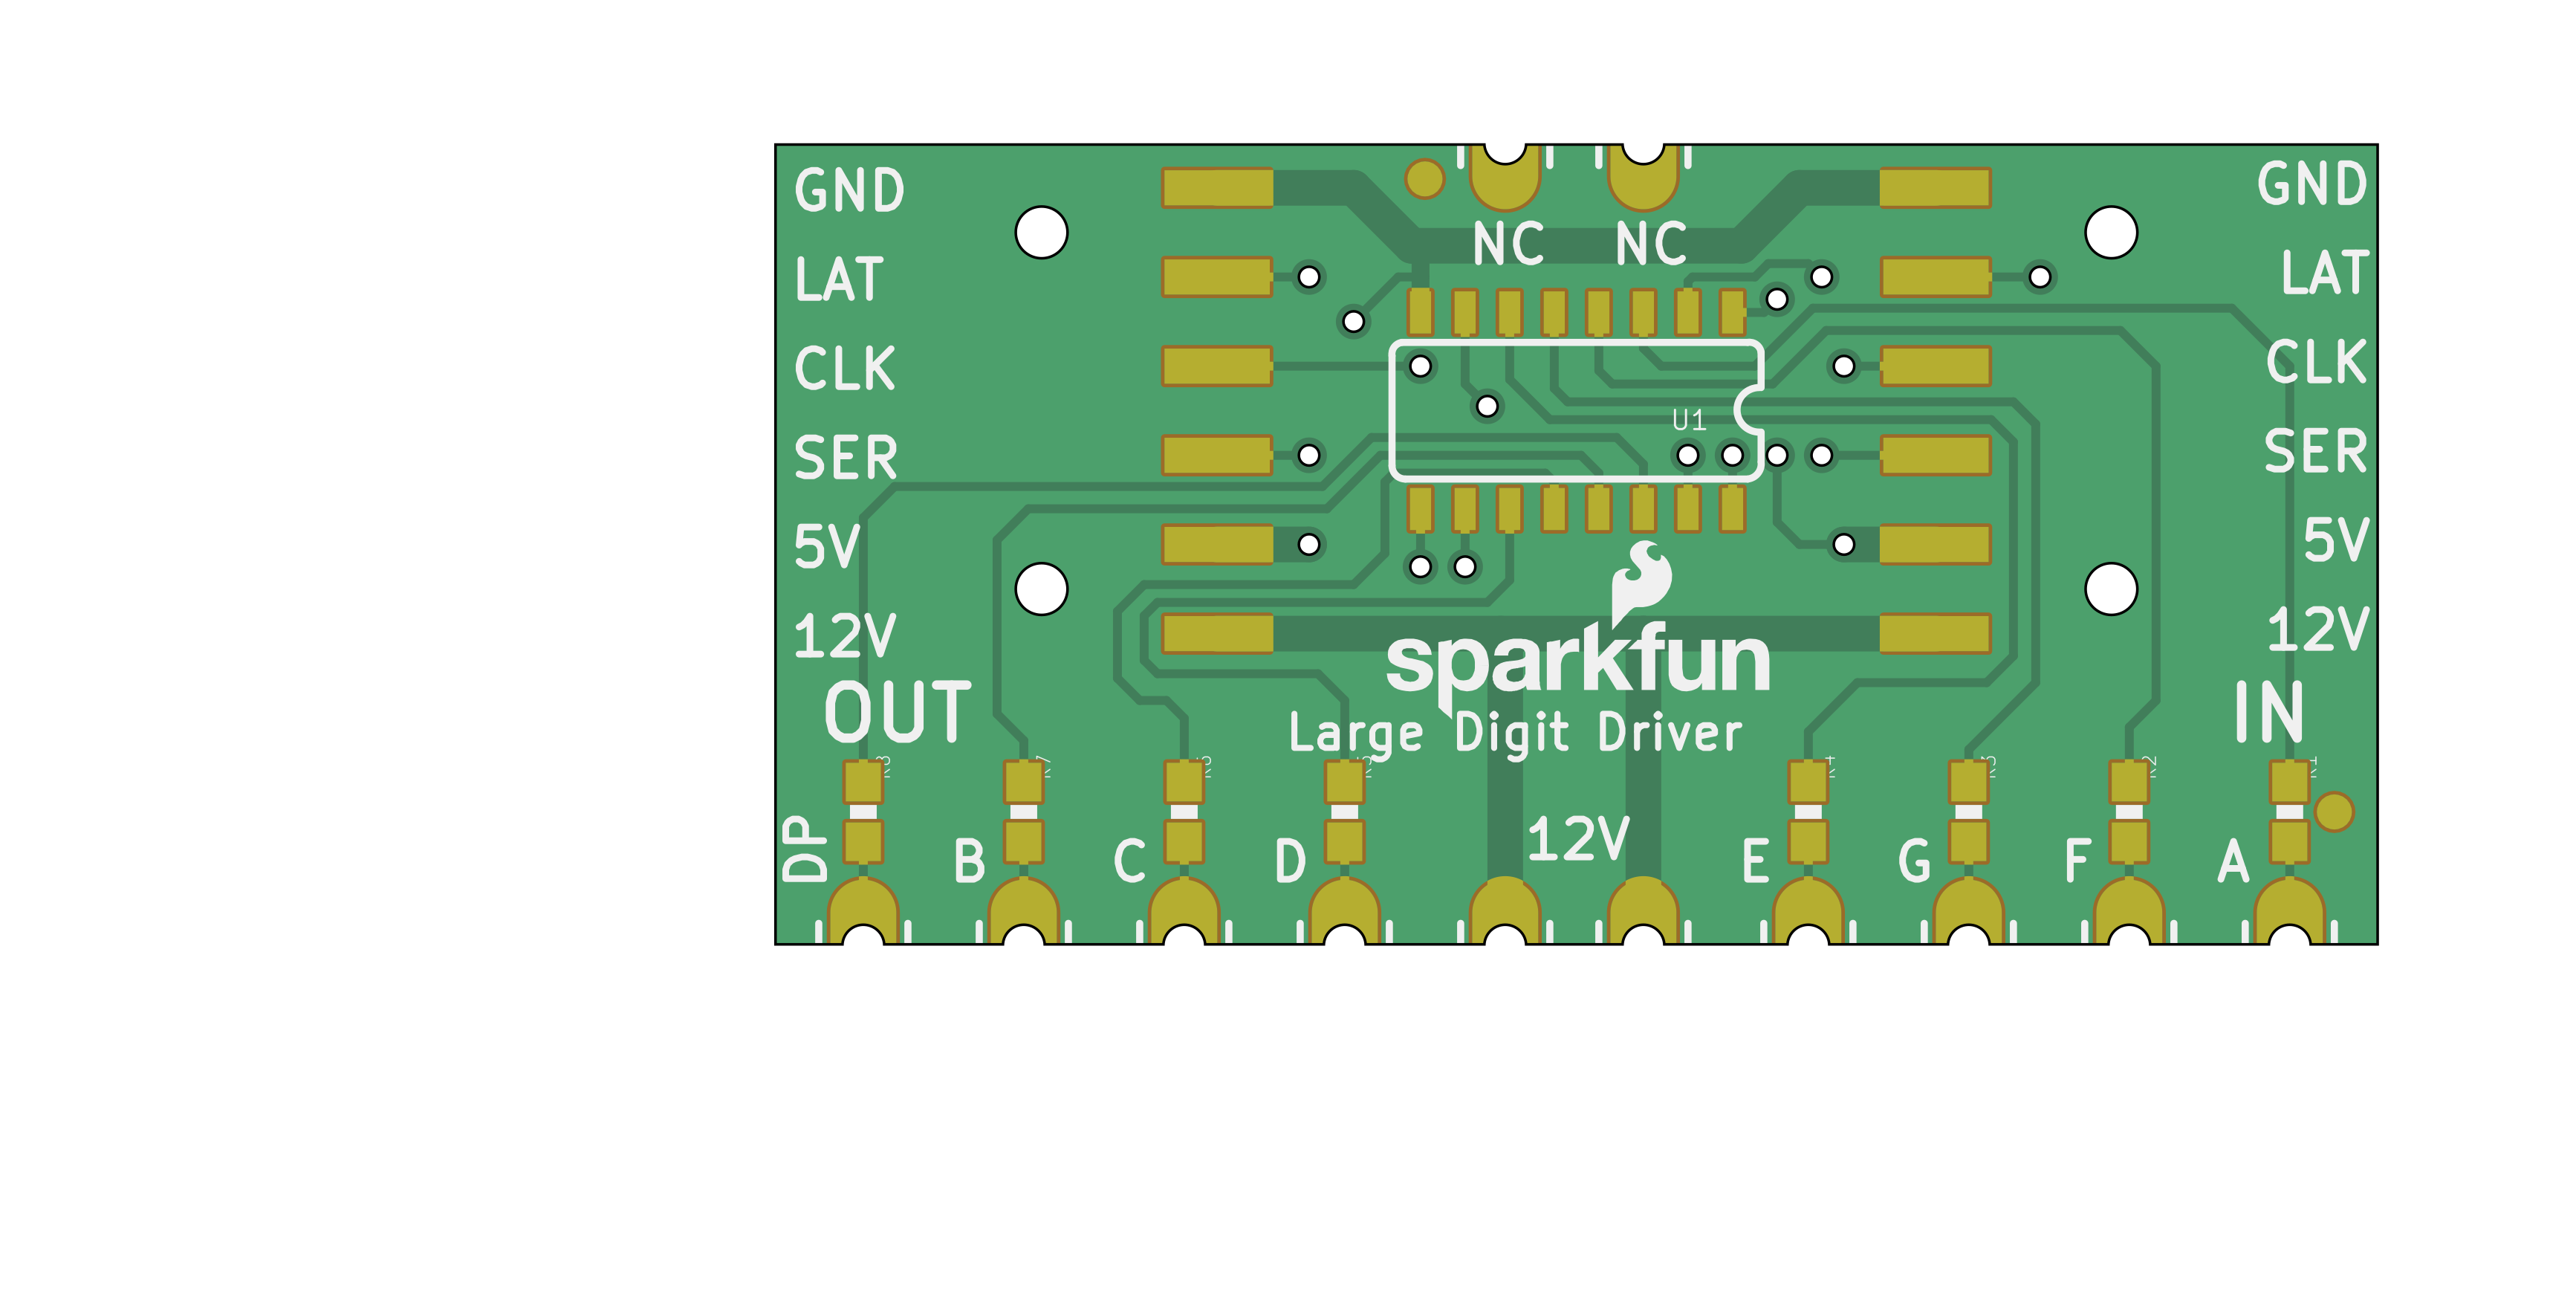 GND GND
NC NC
LAT LAT
CLK CLK
U1
SER SER
5V 5V
12V 12V
sparkfun
OUT IN
Large Digit Driver
12V
DP B C D E G F A